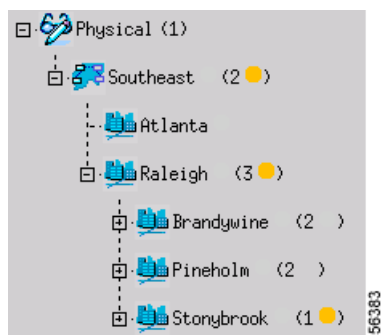 Physical (1)
Southeast (2 )
Atlanta
Raleigh (3 )
Brandywine (2 )
Pineholm (2 )
Stonybrook (1 )
56383